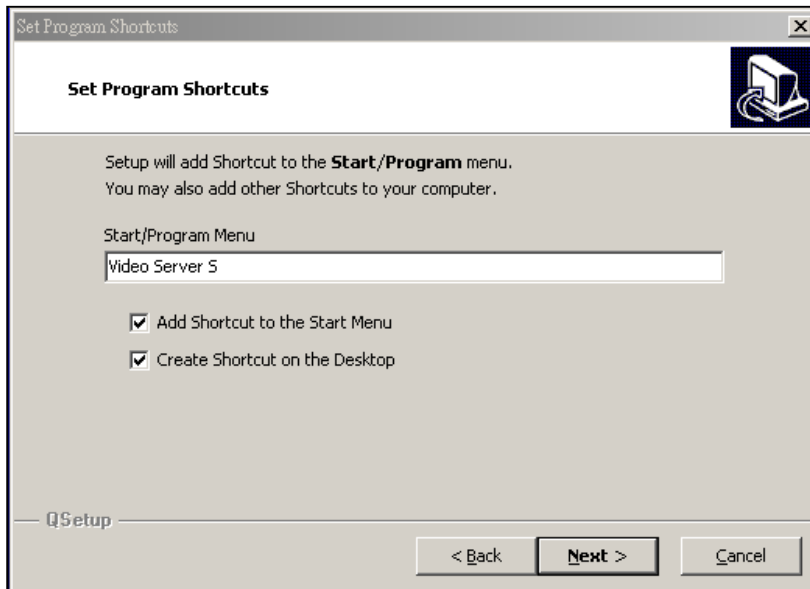 Set Program Shortcuts
Set Program Shortcuts
Setup will add Shortcut to the Start/Program menu.
You may also add other Shortcuts to your computer.
Start/Program Menu
Video Server S
Add Shortcut to the Start Menu
Create Shortcut on the Desktop
QSetup
< Back
Next >
Cancel